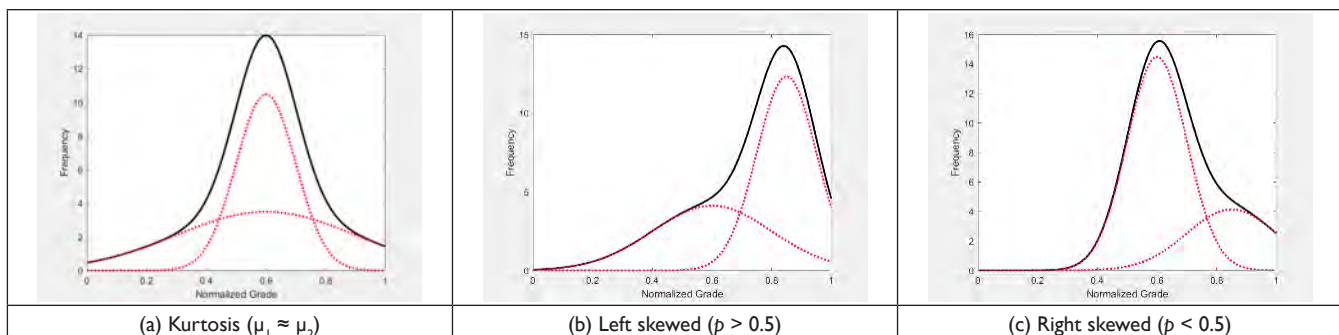 14
12
10
8
6
4
2
0
Frequency
0 0.2 0.4 0.6 0.8 1
Normalized Grade
(a) Kurtosis (μ₁ ≈ μ₂)
15
10
5
0
Frequency
0 0.2 0.4 0.6 0.8 1
Normalized Grade
(b) Left skewed (p > 0.5)
16
14
12
10
8
6
4
2
0
Frequency
0 0.2 0.4 0.6 0.8 1
Normalized Grade
(c) Right skewed (p < 0.5)